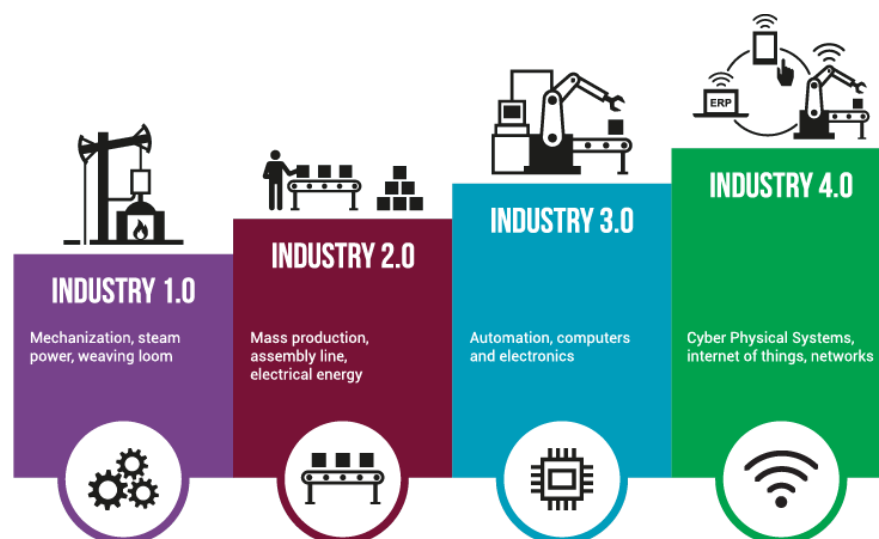 ERP
INDUSTRY 1.0
Mechanization, steam
power, weaving loom
INDUSTRY 2.0
Mass production,
assembly line,
electrical energy
INDUSTRY 3.0
Automation, computers
and electronics
INDUSTRY 4.0
Cyber Physical Systems,
internet of things, networks